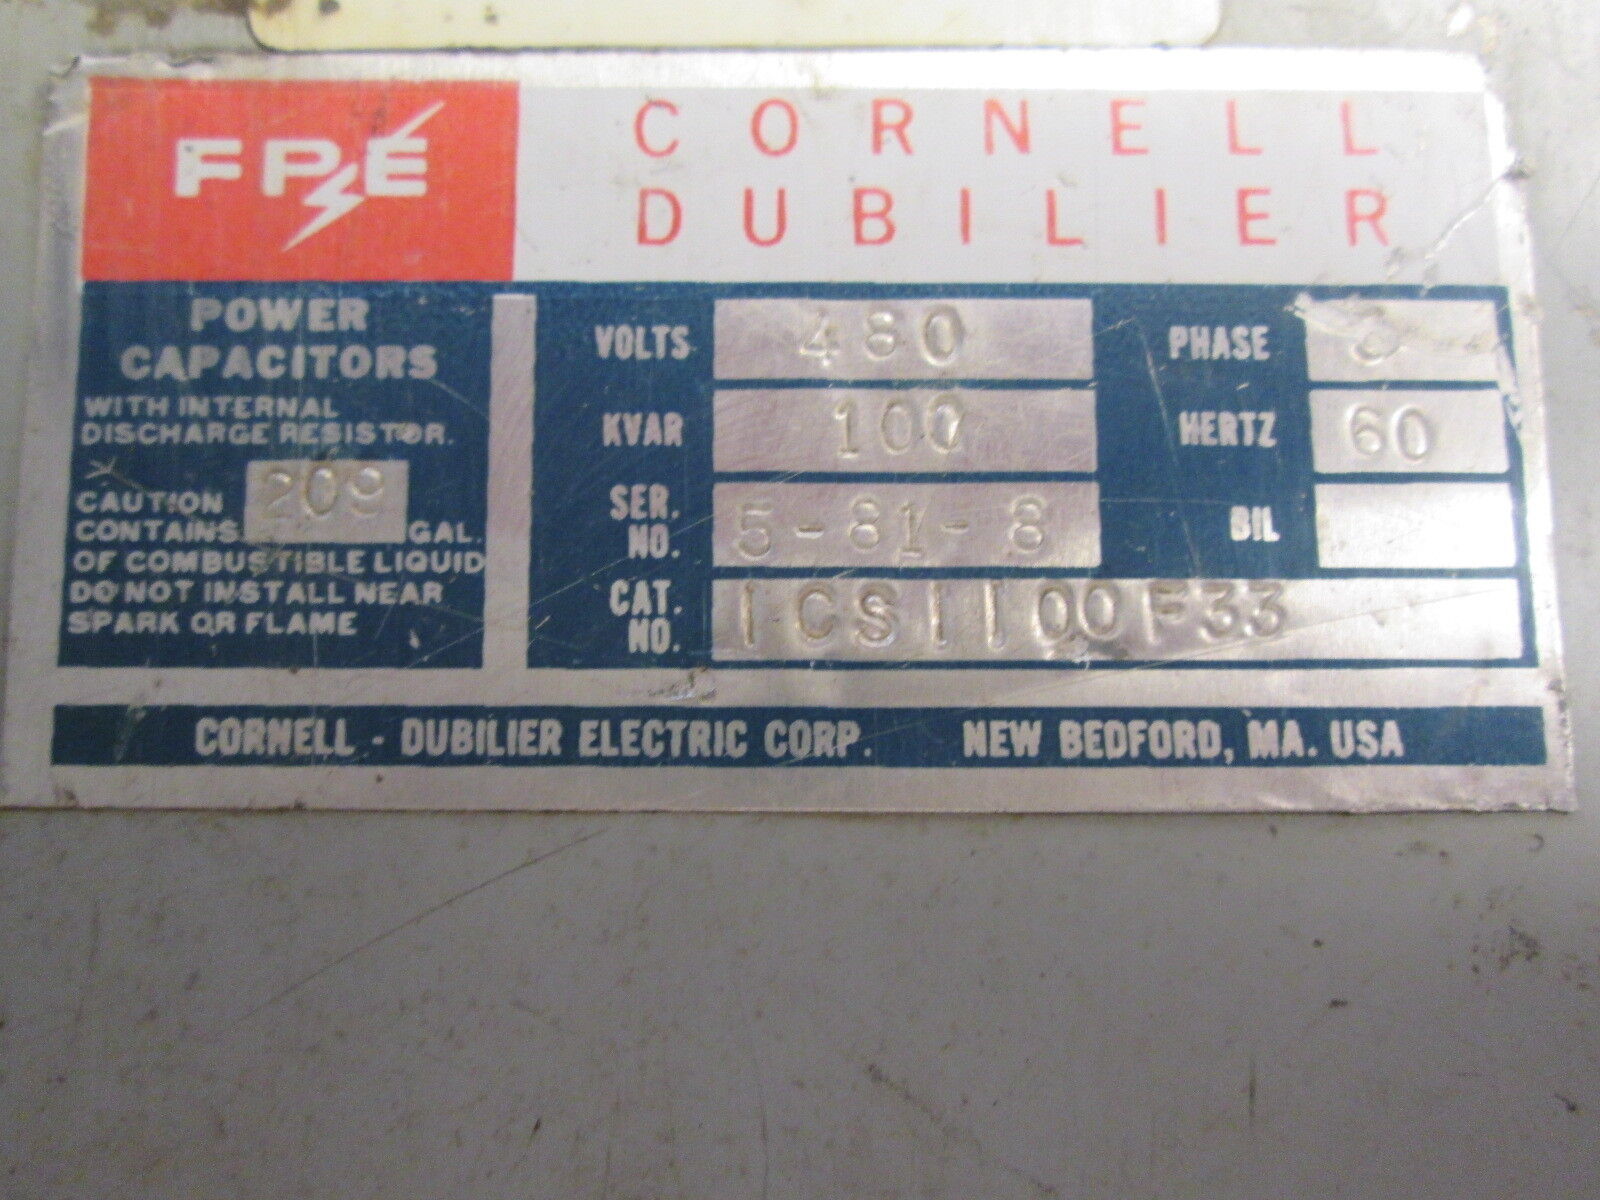 FPE
CORNELL
DUBILIER
POWER
CAPACITORS
WITH INTERNAL
DISCHARGE RESISTOR.
CAUTION
CONTAINS 209 GAL.
OF COMBUSTIBLE LIQUID
DO NOT INSTALL NEAR
SPARK OR FLAME
VOLTS 480
PHASE
KVAR 100
HERTZ 60
SER. NO. 5-81-8
BIL
CAT. NO. 1CS1100F33
CORNELL - DUBILIER ELECTRIC CORP. NEW BEDFORD, MA. USA